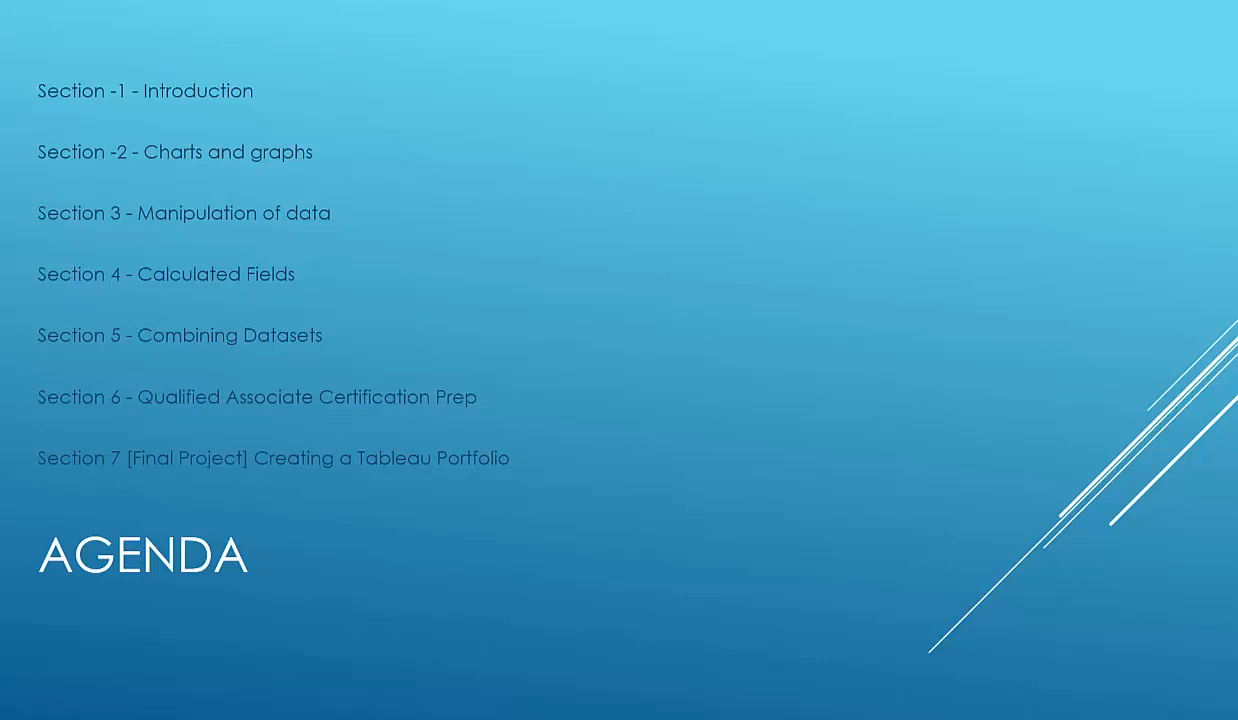 Section -1 - Introduction
Section -2 - Charts and graphs
Section 3 - Manipulation of data
Section 4 - Calculated Fields
Section 5 - Combining Datasets
Section 6 - Qualified Associate Certification Prep
Section 7 [Final Project] Creating a Tableau Portfolio
AGENDA